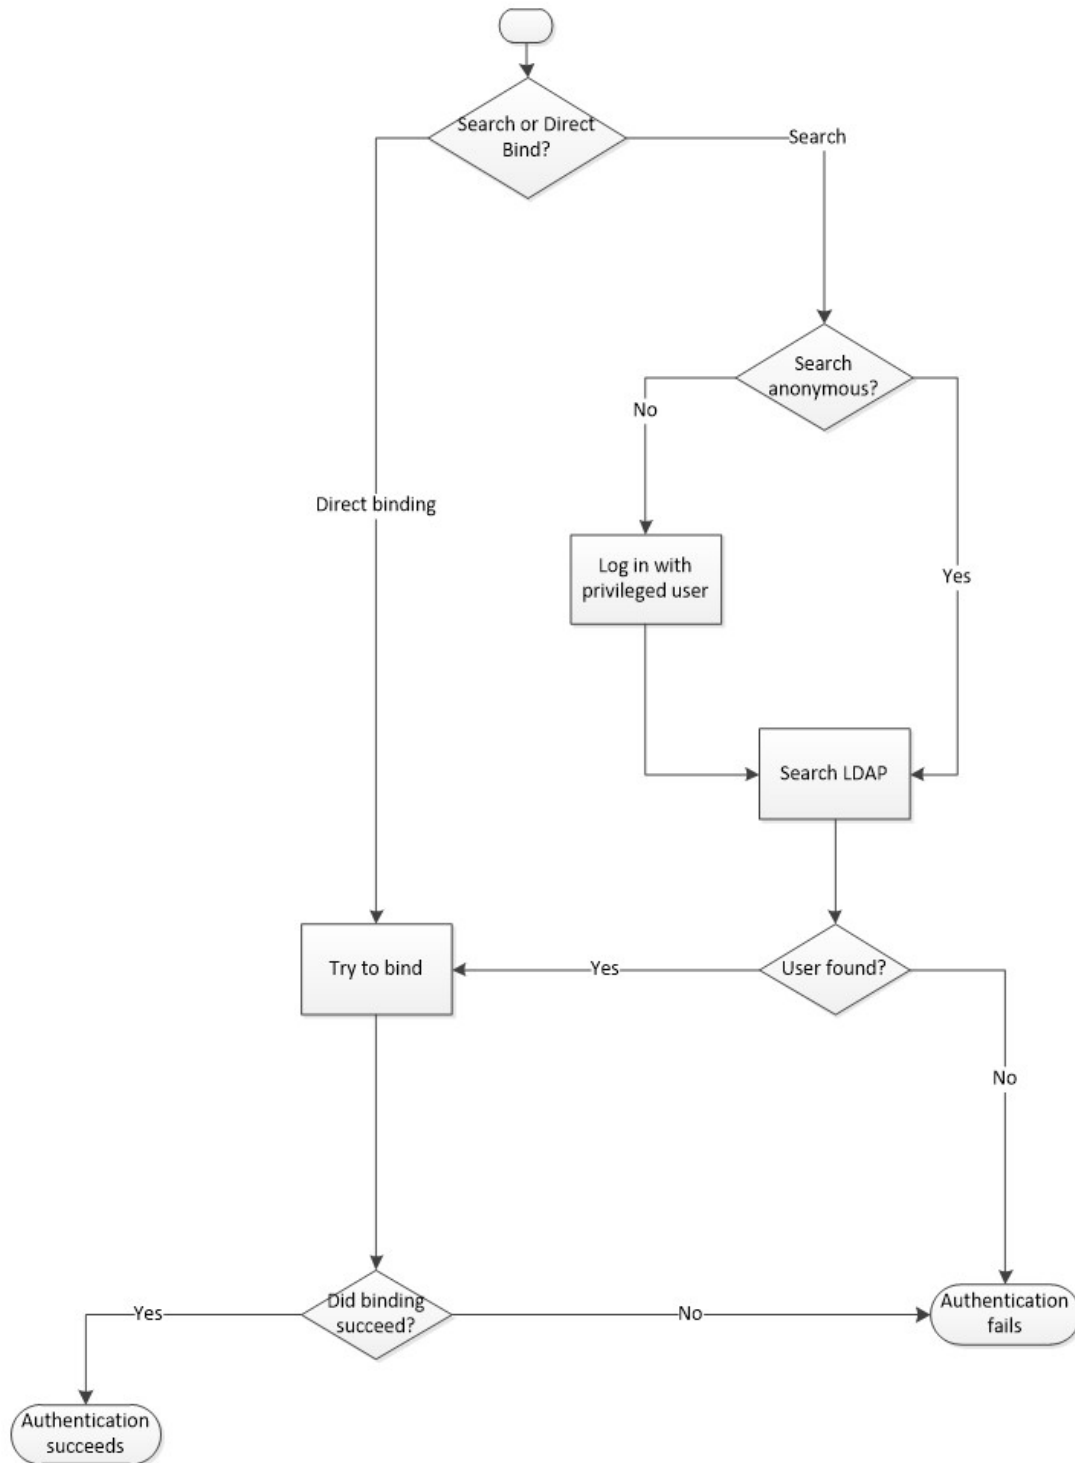 Search or Direct
Bind?
Search
Search
anonymous?
No
Direct binding
Log in with
privileged user
Yes
Search LDAP
Try to bind
Yes
User found?
No
Did binding
succeed?
Yes
No
Authentication
fails
Authentication
succeeds